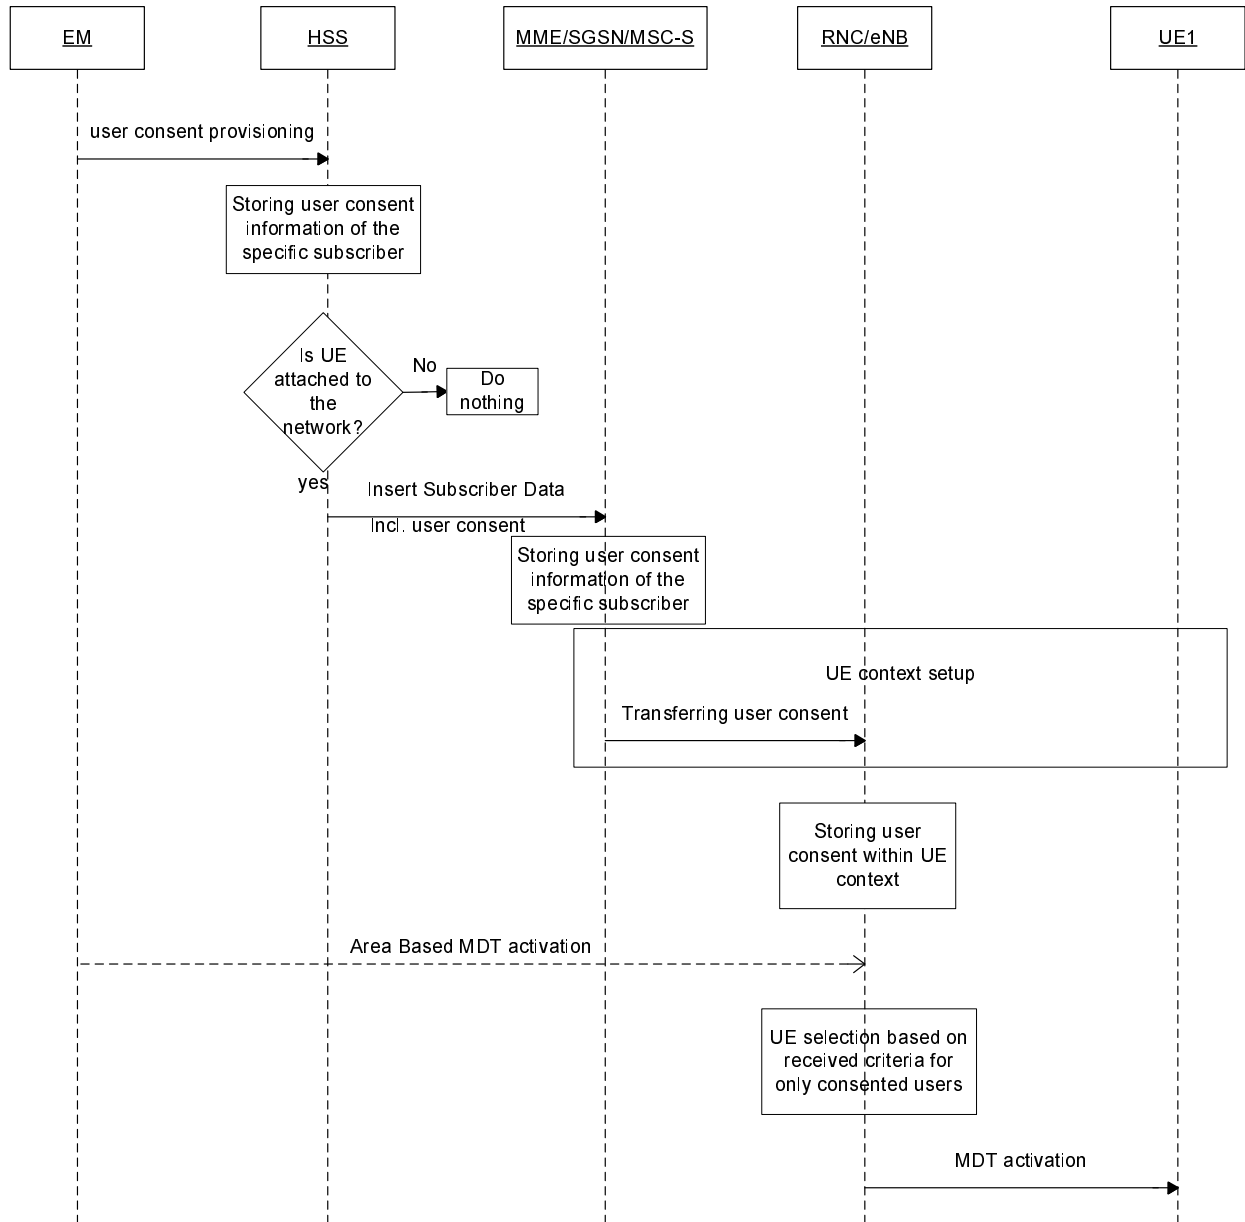 EM
HSS
MME/SGSN/MSC-S
RNC/eNB
UE1
user consent provisioning
Storing user consent
information of the
specific subscriber
Is UE
attached to
the
network?
No
Do
nothing
yes
Insert Subscriber Data
Incl. user consent
Storing user consent
information of the
specific subscriber
UE context setup
Transferring user consent
Storing user
consent within UE
context
Area Based MDT activation
UE selection based on
received criteria for
only consented users
MDT activation